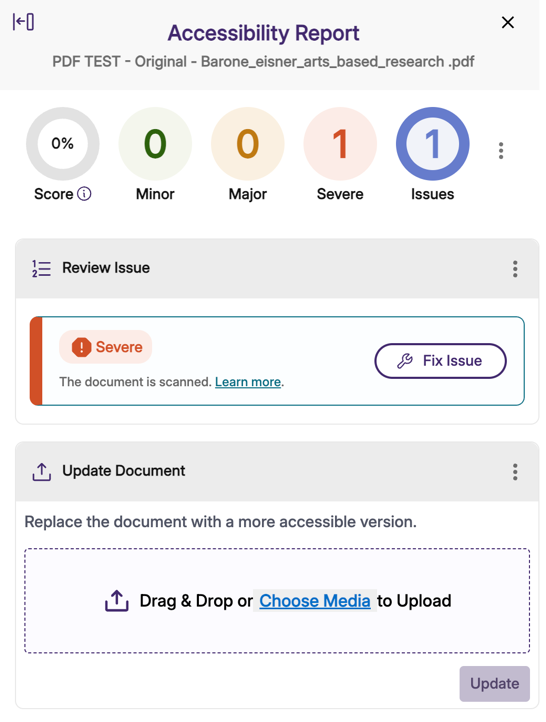 Accessibility Report
PDF TEST - Original - Barone_eisner_arts_based_research .pdf
0% 0 0 1 1
Score Minor Major Severe Issues
Review Issue
Severe
Fix Issue
The document is scanned. Learn more.
Update Document
Replace the document with a more accessible version.
Drag & Drop or Choose Media to Upload
Update